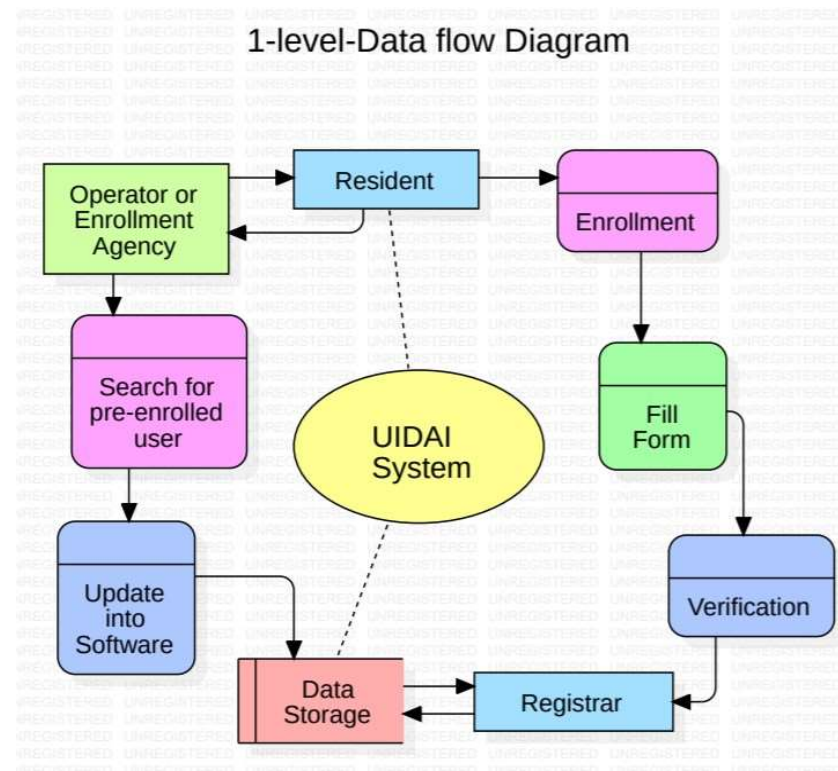 1-level-Data flow Diagram
Operator or
Enrollment
Agency
Resident
Enrollment
Search for
pre-enrolled
user
UIDAI
System
Fill
Form
Update
into
Software
Verification
Data
Storage
Registrar
UNREGISTERED